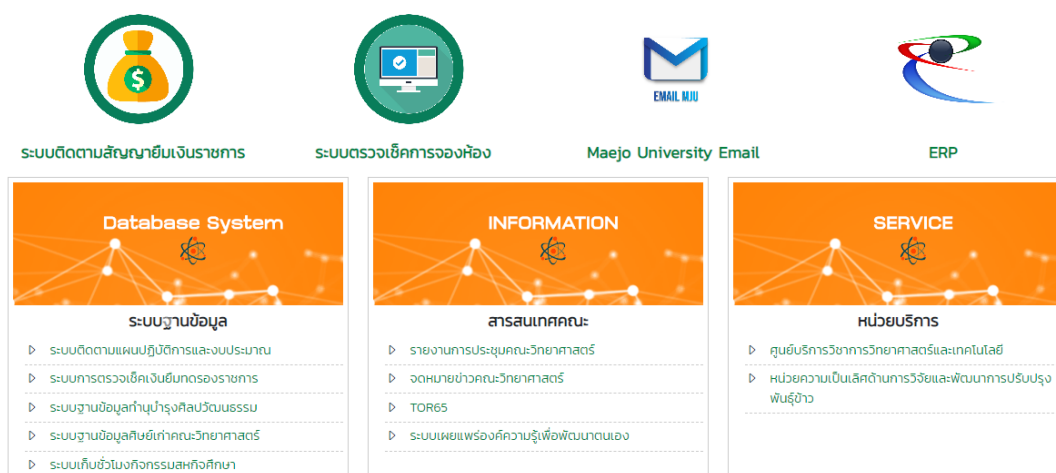 $
EMAIL MJU
ระบบติดตามสัญญายืมเงินราชการ
ระบบตรวจเช็คการจองห้อง
Maejo University Email
ERP
Database System
ระบบฐานข้อมูล
ระบบติดตามแผนปฏิบัติการและงบประมาณ
ระบบการตรวจเช็คเงินยืมทดรองราชการ
ระบบฐานข้อมูลทำนุบำรุงศิลปวัฒนธรรม
ระบบฐานข้อมูลศิษย์เก่าคณะวิทยาศาสตร์
ระบบเก็บชั่วโมงกิจกรรมสหกิจศึกษา
INFORMATION
สารสนเทศคณะ
รายงานการประชุมคณะวิทยาศาสตร์
จดหมายข่าวคณะวิทยาศาสตร์
TOR65
ระบบเผยแพร่องค์ความรู้เพื่อพัฒนาตนเอง
SERVICE
หน่วยบริการ
ศูนย์บริการวิชาการวิทยาศาสตร์และเทคโนโลยี
หน่วยความเป็นเลิศด้านการวิจัยและพัฒนาการปรับปรุง
พันธุ์ข้าว